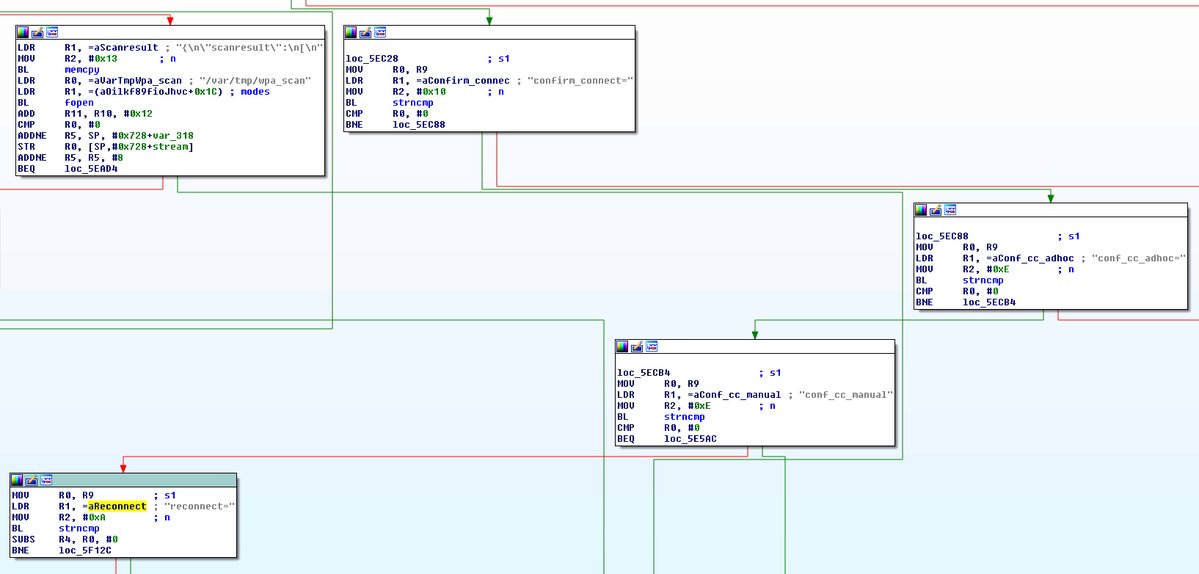 LDR R1, =aScanresult ; "{\n\"scanresult\":\n[\n"
MOV R2, #0x13 ; n
BL memcpy
LDR R0, =aVarTmpWpa_scan ; "/var/tmp/wpa_scan"
LDR R1, =(aOilkf89fioJhvc+0x1C) ; modes
BL fopen
ADD R11, R10, #0x12
CMP R0, #0
ADDNE R5, SP, #0x728+var_318
STR R0, [SP,#0x728+stream]
ADDNE R5, R5, #8
BEQ loc_5EAD4
loc_5EC28 ; s1
MOV R0, R9
LDR R1, =aConfirm_connec ; "confirm_connect="
MOV R2, #0x10 ; n
BL strncmp
CMP R0, #0
BNE loc_5EC88
loc_5EC88 ; s1
MOV R0, R9
LDR R1, =aConf_cc_adhoc ; "conf_cc_adhoc="
MOV R2, #0xE ; n
BL strncmp
CMP R0, #0
BNE loc_5ECB4
loc_5ECB4 ; s1
MOV R0, R9
LDR R1, =aConf_cc_manual ; "conf_cc_manual"
MOV R2, #0xE ; n
BL strncmp
CMP R0, #0
BEQ loc_5E5AC
MOV R0, R9 ; s1
LDR R1, =aReconnect ; "reconnect="
MOV R2, #0xA ; n
BL strncmp
SUBS R4, R0, #0
BNE loc_5F12C